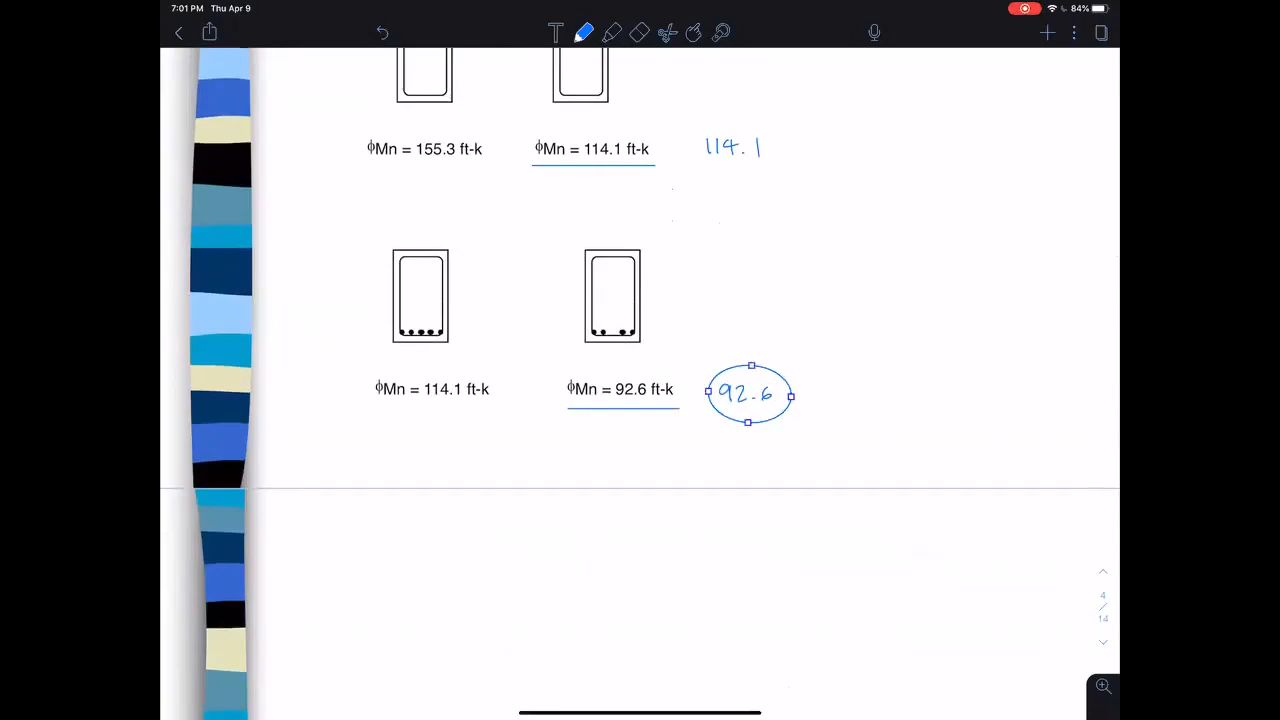 7:01 PM Thu Apr 9
84%
T
ϕMn = 155.3 ft-k
ϕMn = 114.1 ft-k
114.1
ϕMn = 114.1 ft-k
ϕMn = 92.6 ft-k
92.6
4
/
14